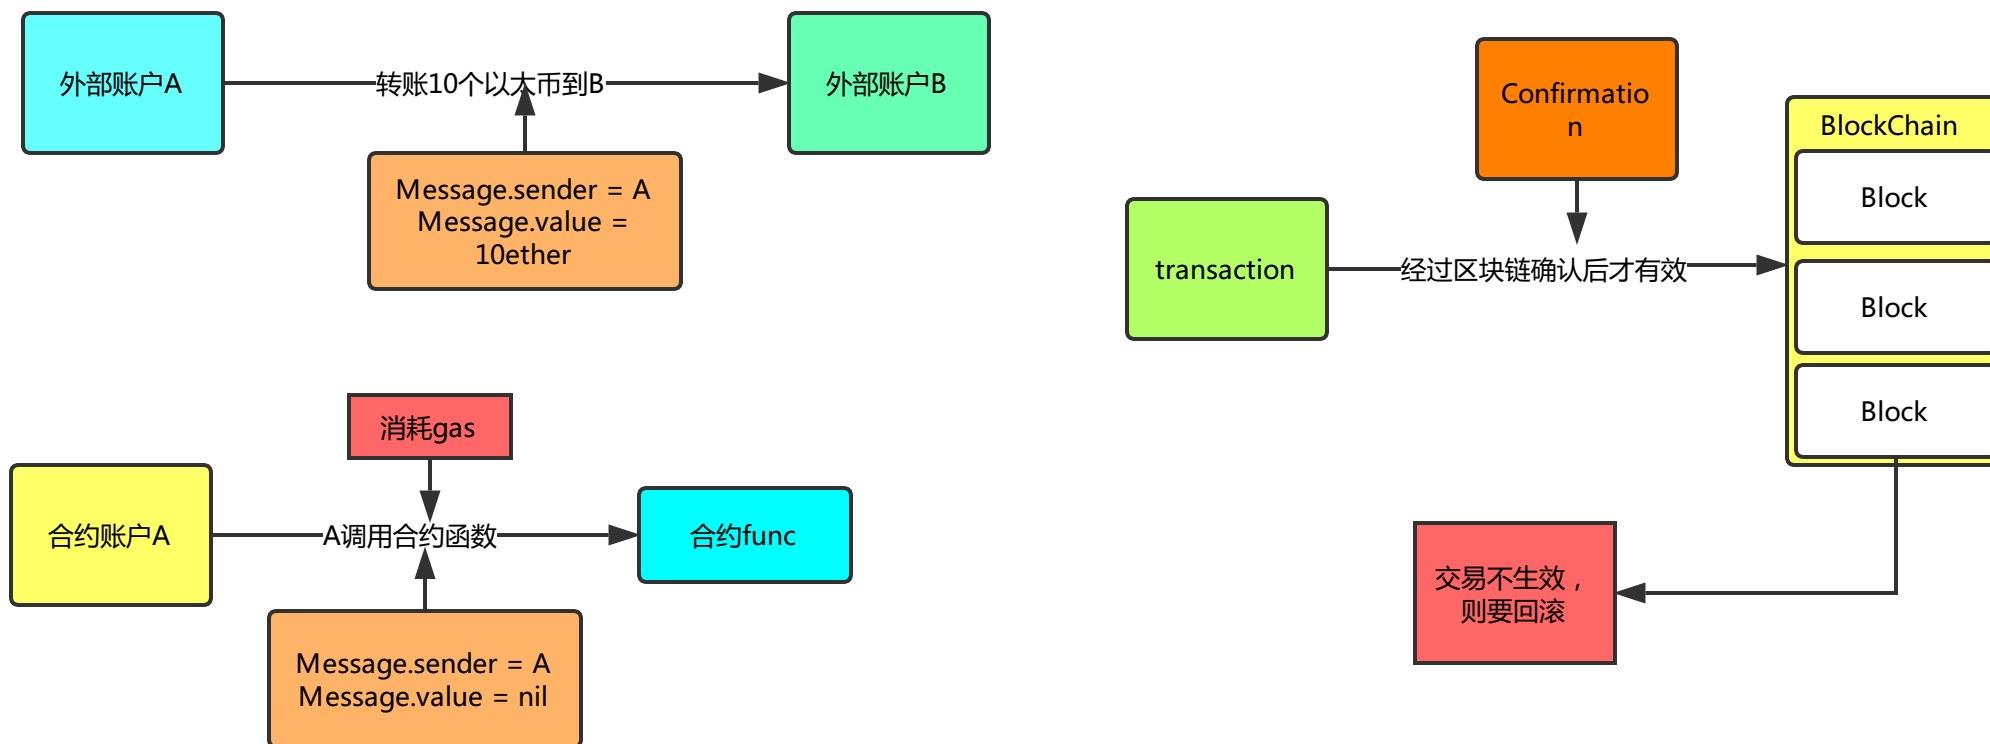 外部账户A
转账10个以太币到B
外部账户B
Message.sender = A
Message.value =
10ether
消耗gas
合约账户A
A调用合约函数
合约func
Message.sender = A
Message.value = nil
Confirmatio
n
transaction
经过区块链确认后才有效
BlockChain
Block
Block
Block
交易不生效，
则要回滚